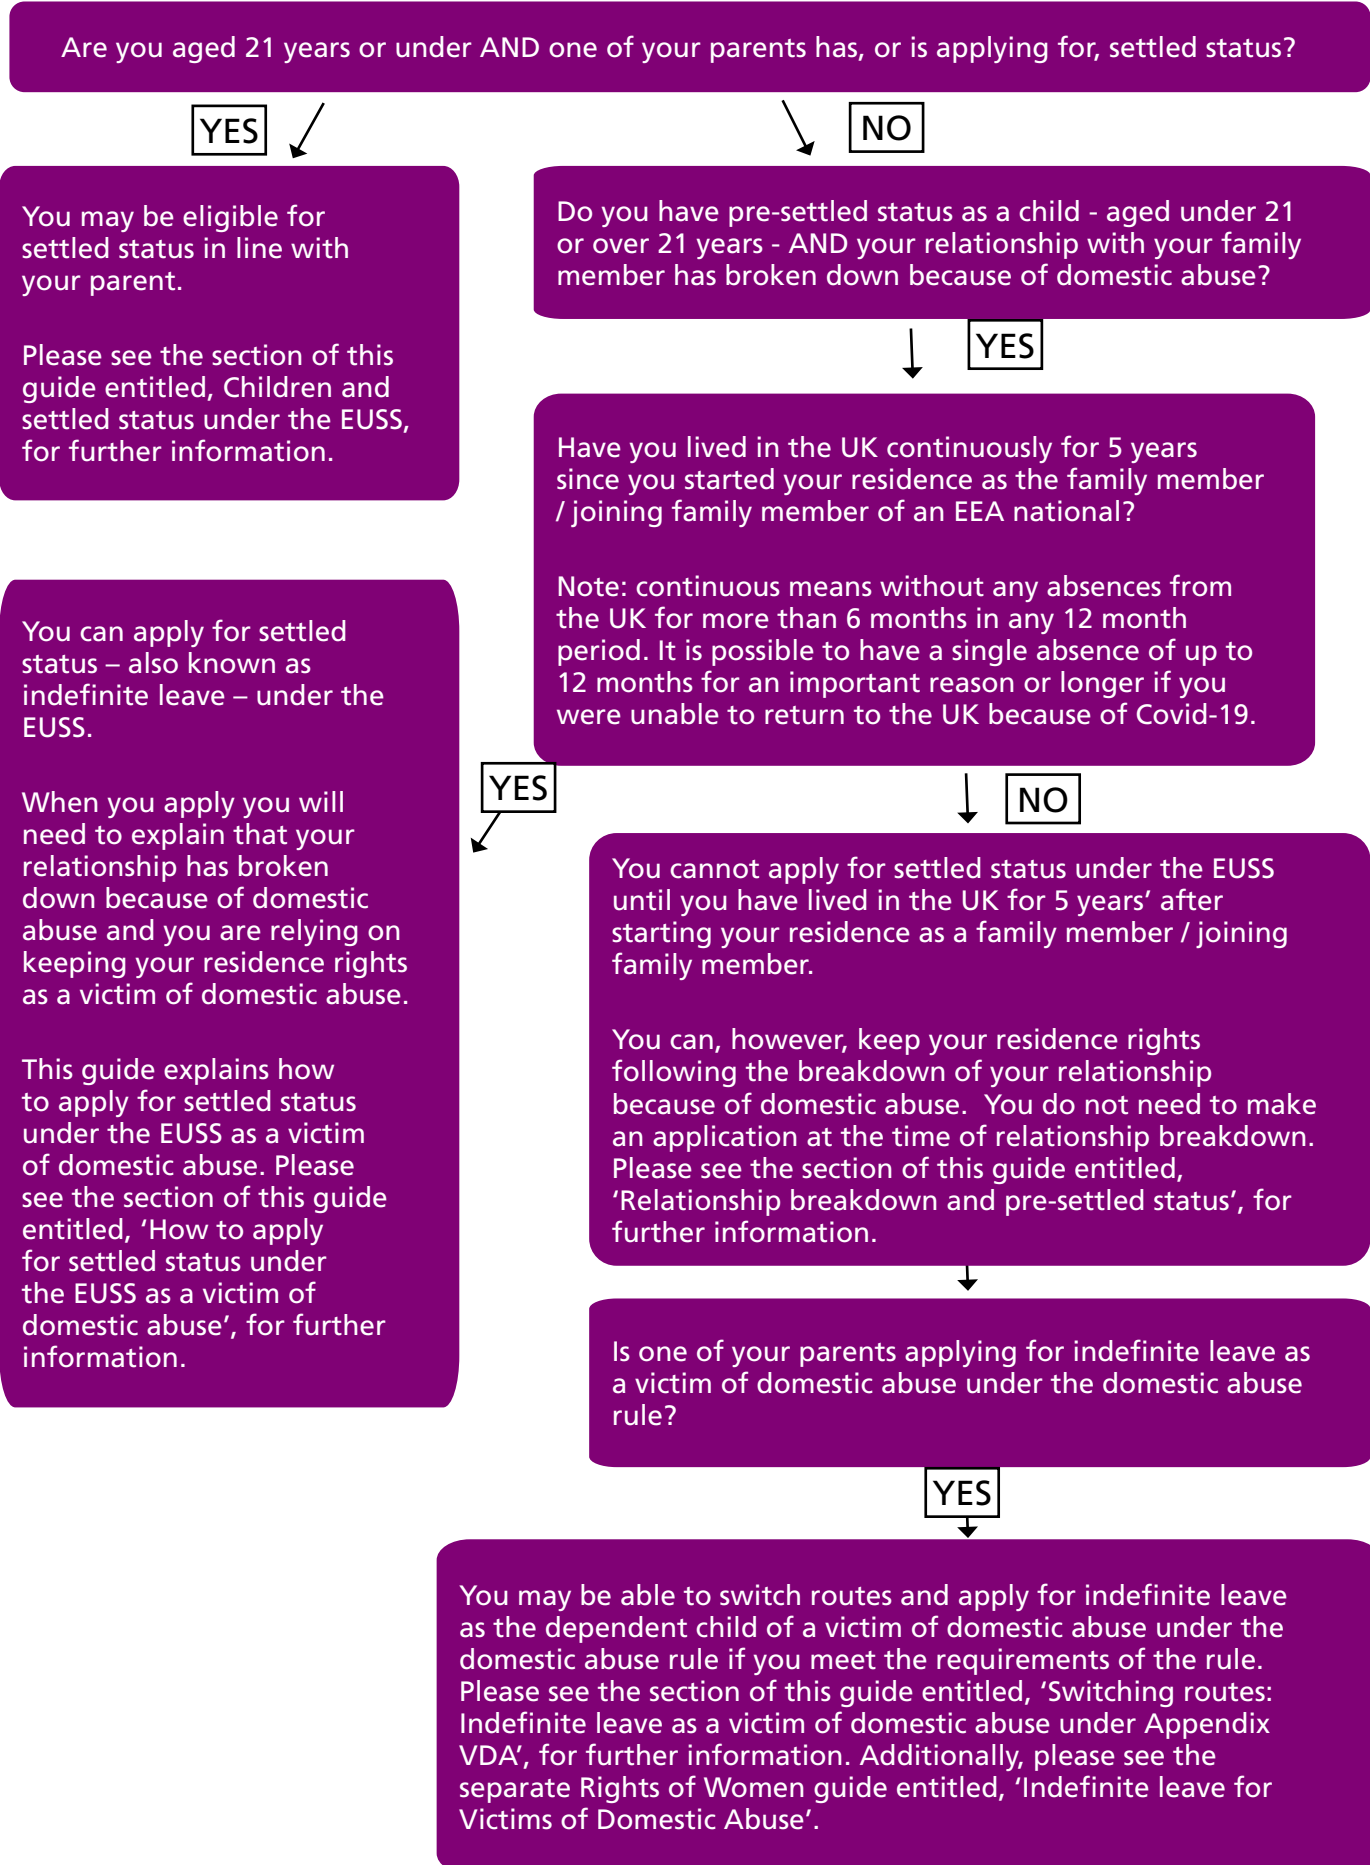 Are you aged 21 years or under AND one of your parents has, or is applying for, settled status?
YES
NO
You may be eligible for
settled status in line with
your parent.
Please see the section of this
guide entitled, Children and
settled status under the EUSS,
for further information.
Do you have pre-settled status as a child - aged under 21
or over 21 years - AND your relationship with your family
member has broken down because of domestic abuse?
YES
Have you lived in the UK continuously for 5 years
since you started your residence as the family member
/ joining family member of an EEA national?
Note: continuous means without any absences from
the UK for more than 6 months in any 12 month
period. It is possible to have a single absence of up to
12 months for an important reason or longer if you
were unable to return to the UK because of Covid-19.
YES
NO
You can apply for settled
status – also known as
indefinite leave – under the
EUSS.
When you apply you will
need to explain that your
relationship has broken
down because of domestic
abuse and you are relying on
keeping your residence rights
as a victim of domestic abuse.
This guide explains how
to apply for settled status
under the EUSS as a victim
of domestic abuse. Please
see the section of this guide
entitled, ‘How to apply
for settled status under
the EUSS as a victim of
domestic abuse’, for further
information.
You cannot apply for settled status under the EUSS
until you have lived in the UK for 5 years’ after
starting your residence as a family member / joining
family member.
You can, however, keep your residence rights
following the breakdown of your relationship
because of domestic abuse.  You do not need to make
an application at the time of relationship breakdown.
Please see the section of this guide entitled,
‘Relationship breakdown and pre-settled status’, for
further information.
Is one of your parents applying for indefinite leave as
a victim of domestic abuse under the domestic abuse
rule?
YES
You may be able to switch routes and apply for indefinite leave
as the dependent child of a victim of domestic abuse under the
domestic abuse rule if you meet the requirements of the rule.
Please see the section of this guide entitled, ‘Switching routes:
Indefinite leave as a victim of domestic abuse under Appendix
VDA’, for further information. Additionally, please see the
separate Rights of Women guide entitled, ‘Indefinite leave for
Victims of Domestic Abuse’.